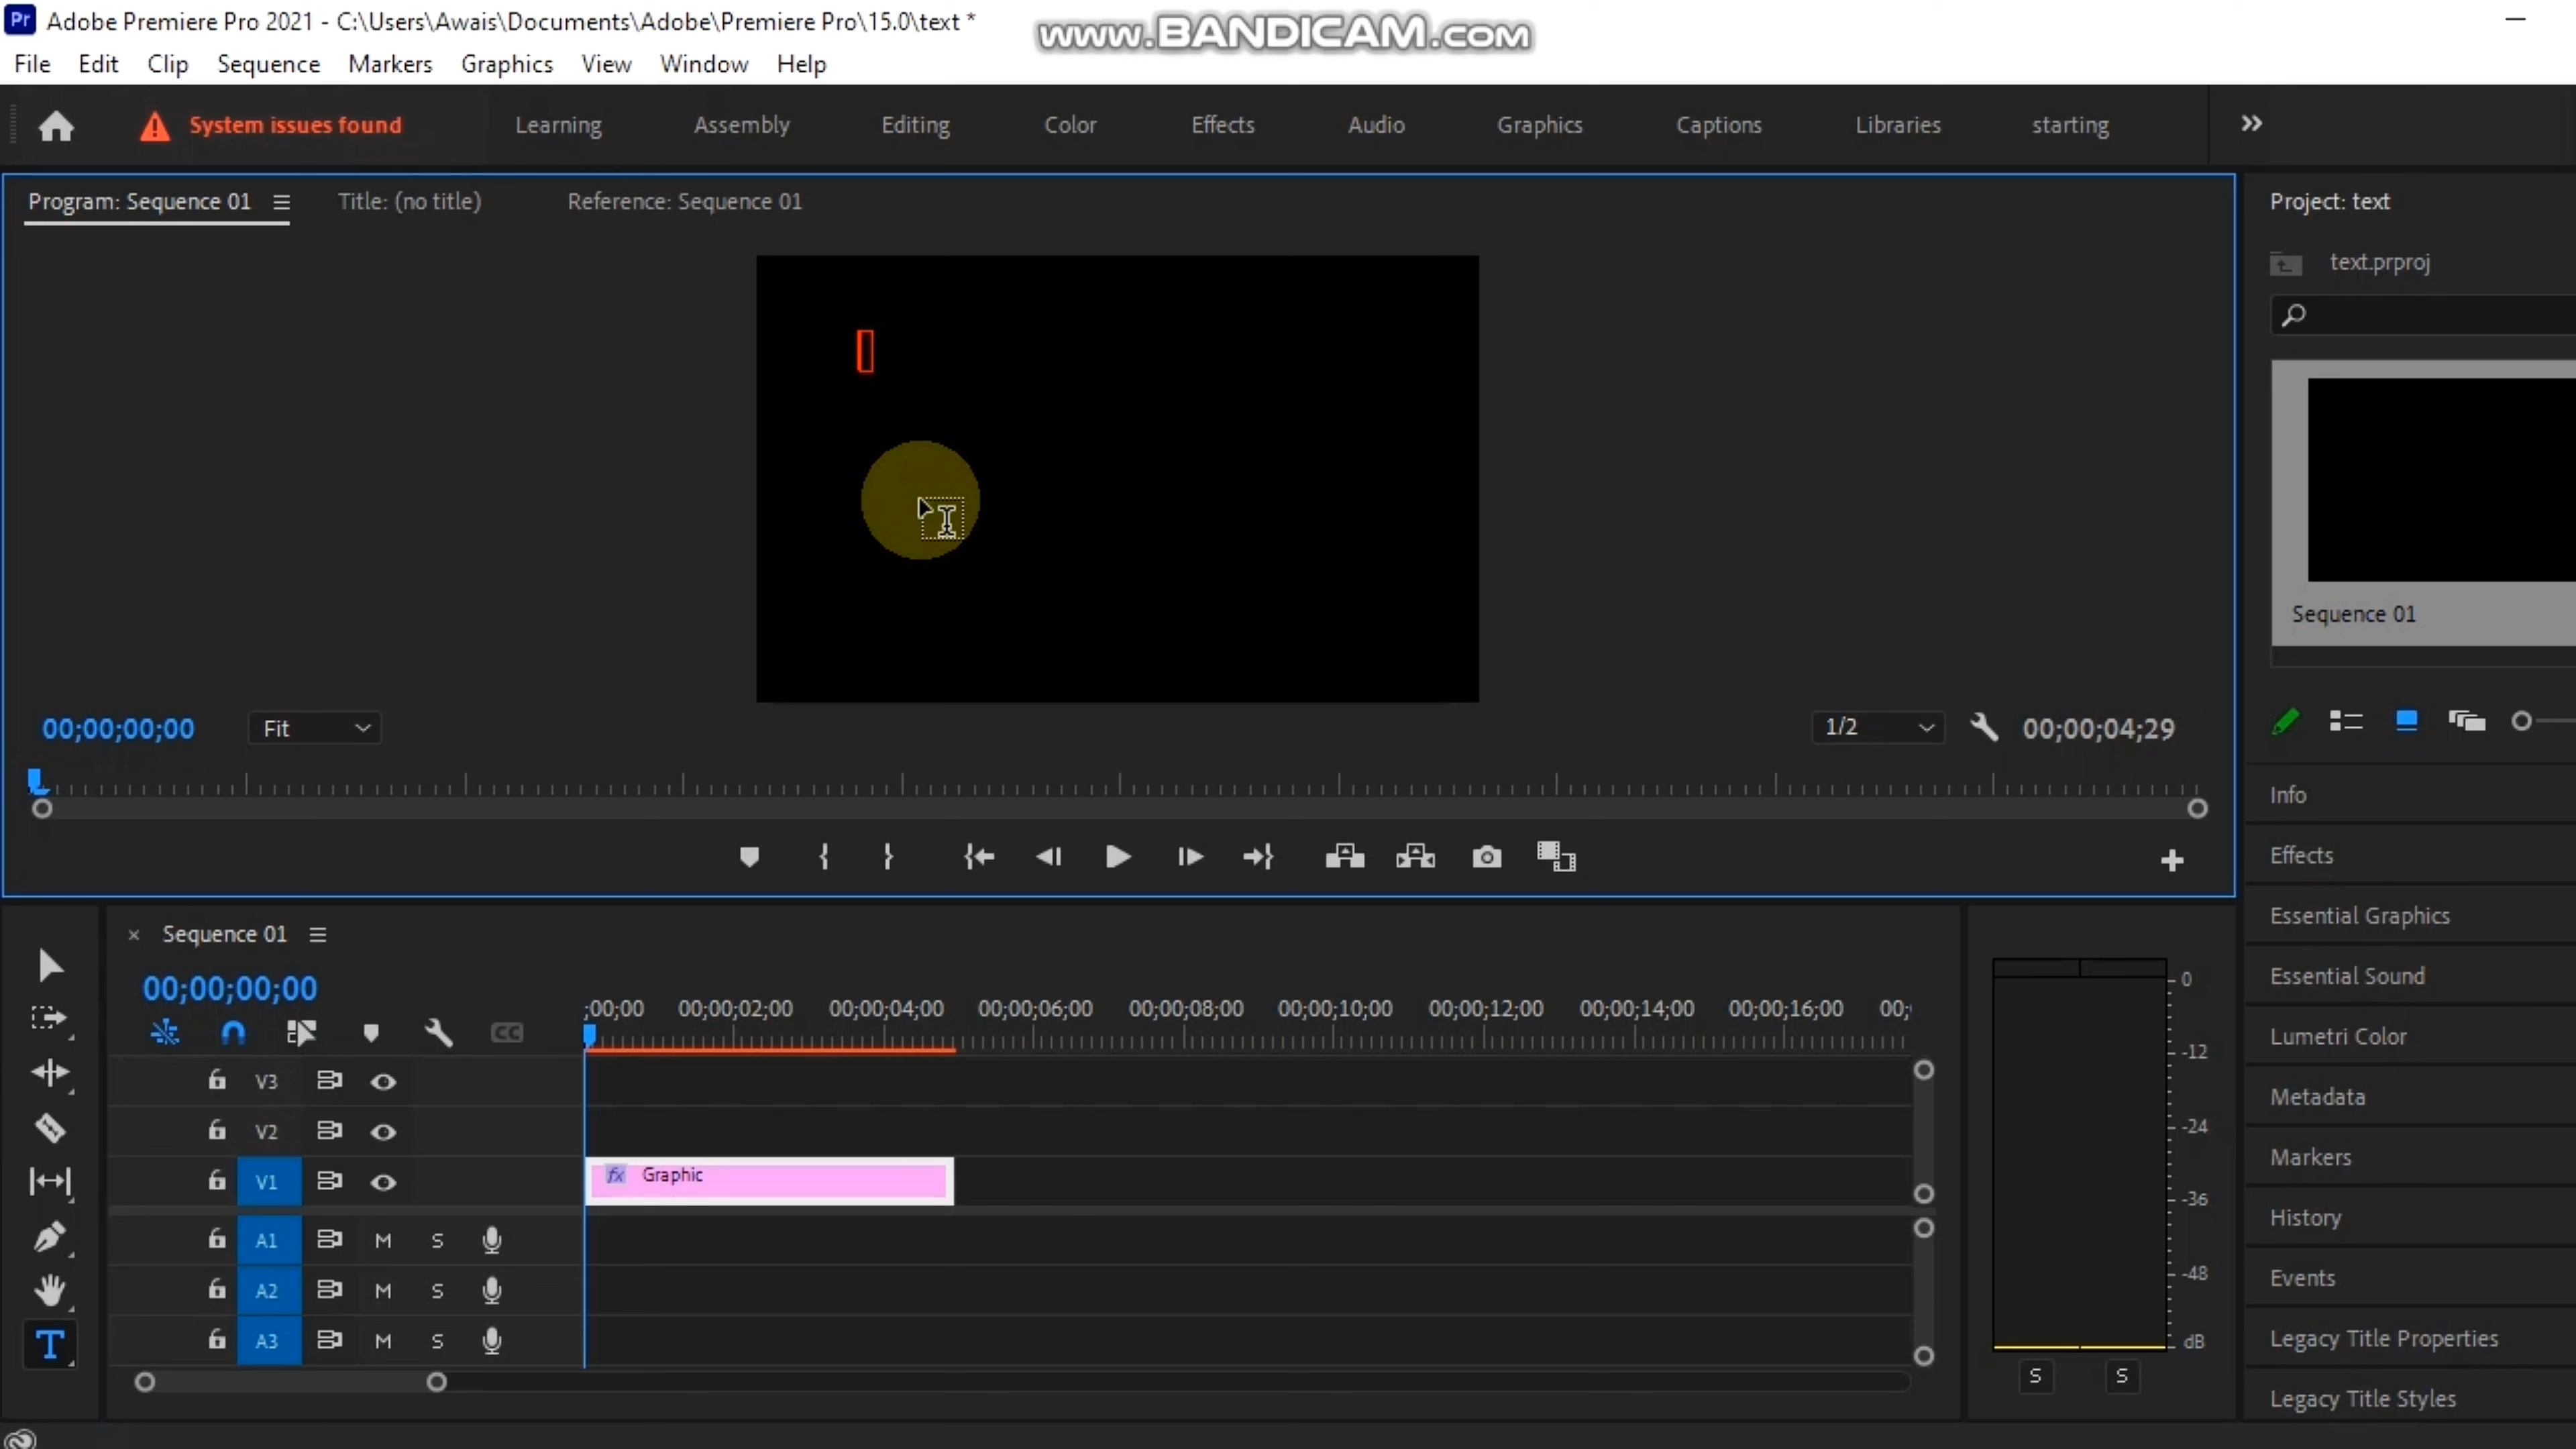 Pr Adobe Premiere Pro 2021 - C:\Users\Awais\Documents\Adobe\Premiere Pro\15.0\text *
www.BANDICAM.com
File Edit Clip Sequence Markers Graphics View Window Help
System issues found Learning Assembly Editing Color Effects Audio Graphics Captions Libraries starting
Program: Sequence 01 Title: (no title) Reference: Sequence 01
Project: text
text.prproj
Sequence 01
00;00;00;00 Fit 1/2 00;00;04;29
Info
Effects
Essential Graphics
Essential Sound
Lumetri Color
Metadata
Markers
History
Events
Legacy Title Properties
Legacy Title Styles
× Sequence 01
00;00;00;00
;00;00 00;00;02;00 00;00;04;00 00;00;06;00 00;00;08;00 00;00;10;00 00;00;12;00 00;00;14;00 00;00;16;00 00;
CC
V3
V2
V1 fx Graphic
A1 M S
A2 M S
A3 M S
T
0
-12
-24
-36
-48
dB
S S